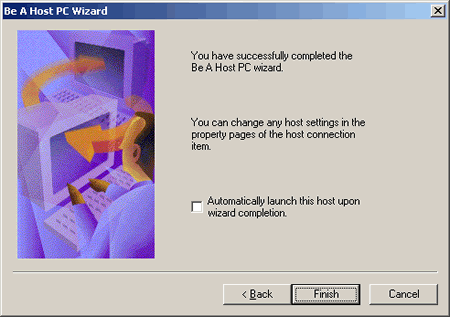 Be A Host PC Wizard
You have successfully completed the
Be A Host PC wizard.
You can change any host settings in the
property pages of the host connection
item.
Automatically launch this host upon
wizard completion.
< Back
Finish
Cancel